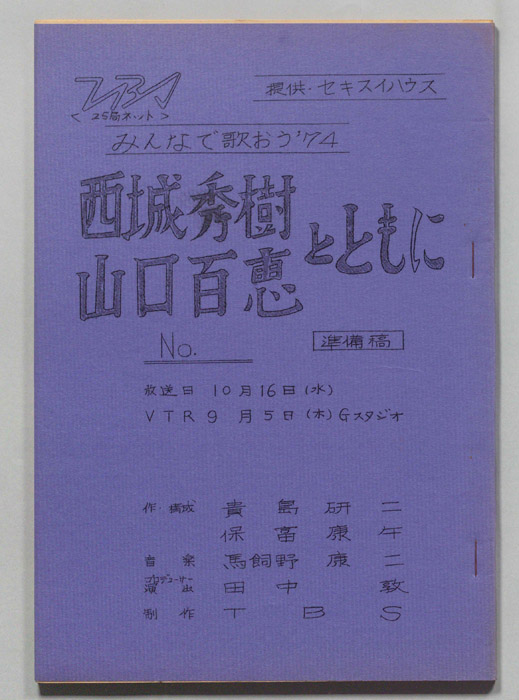 TBS
<25局ネット>
提供・セキスイハウス
みんなで歌おう'74
西城秀樹
山口百恵
とともに
No.
準備稿
放送日 10月16日(水)
VTR 9月5日(木) Gスタジオ
作・構成 貴島研二
保富康午
音楽 馬飼野康二
プロデューサー
演出 田中敦
制作 TBS